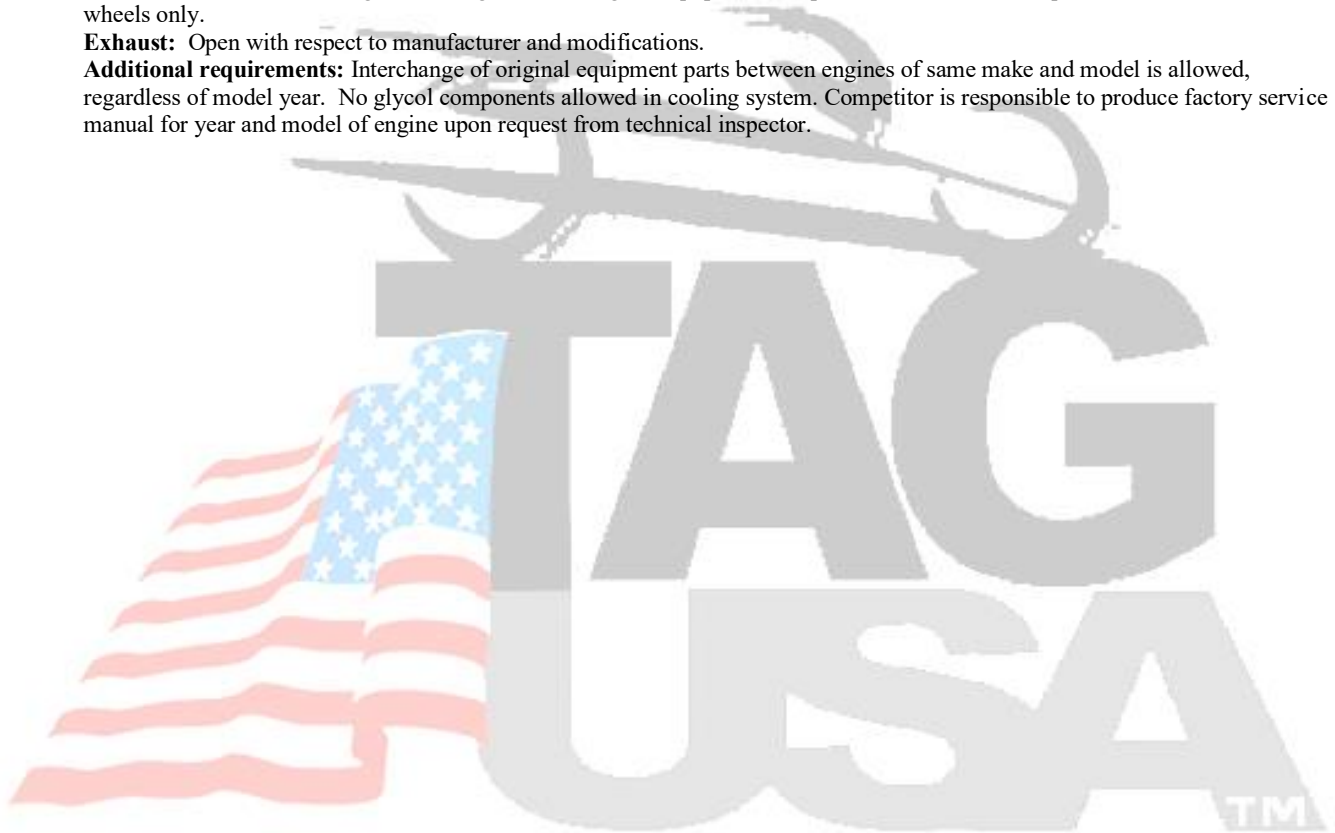 wheels only.
Exhaust: Open with respect to manufacturer and modifications.
Additional requirements: Interchange of original equipment parts between engines of same make and model is allowed,
regardless of model year. No glycol components allowed in cooling system. Competitor is responsible to produce factory service
manual for year and model of engine upon request from technical inspector.
TAG
USA
TM